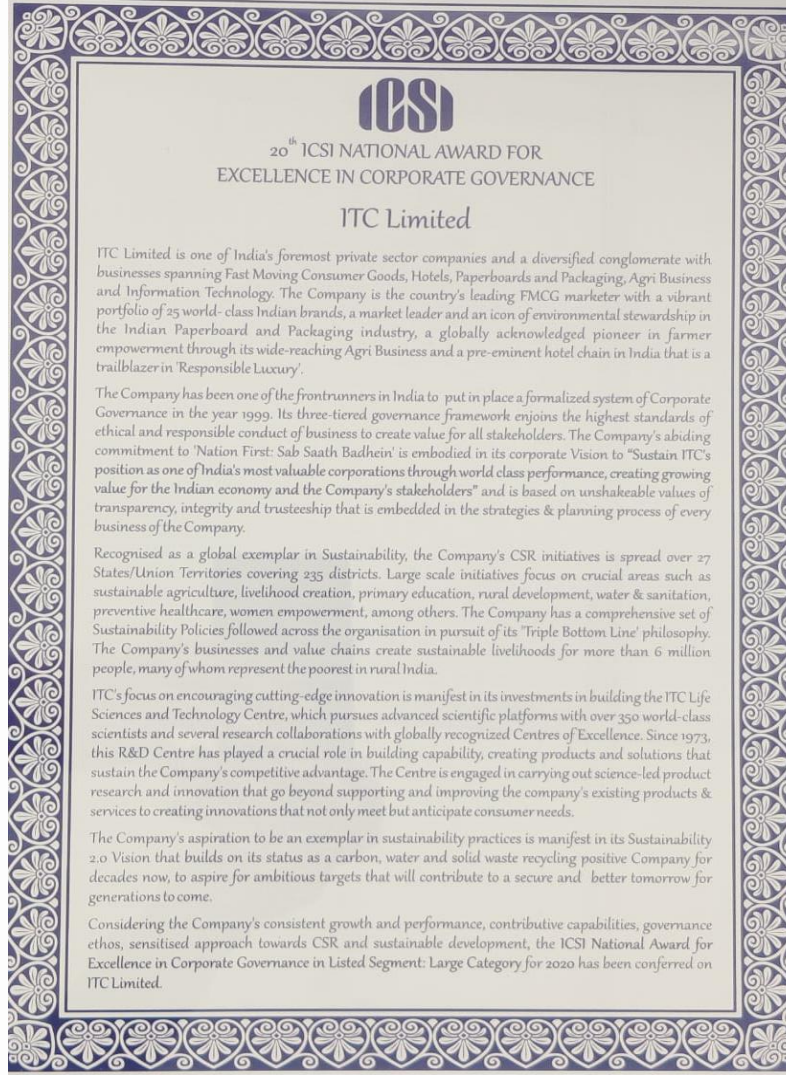 ICSI
20th ICSI NATIONAL AWARD FOR
EXCELLENCE IN CORPORATE GOVERNANCE
ITC Limited
ITC Limited is one of India's foremost private sector companies and a diversified conglomerate with
businesses spanning Fast Moving Consumer Goods, Hotels, Paperboards and Packaging, Agri Business
and Information Technology. The Company is the country's leading FMCG marketer with a vibrant
portfolio of 25 world- class Indian brands, a market leader and an icon of environmental stewardship in
the Indian Paperboard and Packaging industry, a globally acknowledged pioneer in farmer
empowerment through its wide-reaching Agri Business and a pre-eminent hotel chain in India that is a
trailblazer in 'Responsible Luxury'.
The Company has been one of the frontrunners in India to put in place a formalized system of Corporate
Governance in the year 1999. Its three-tiered governance framework enjoins the highest standards of
ethical and responsible conduct of business to create value for all stakeholders. The Company's abiding
commitment to 'Nation First: Sab Saath Badhein' is embodied in its corporate Vision to "Sustain ITC's
position as one of India's most valuable corporations through world class performance, creating growing
value for the Indian economy and the Company's stakeholders" and is based on unshakeable values of
transparency, integrity and trusteeship that is embedded in the strategies & planning process of every
business of the Company.
Recognised as a global exemplar in Sustainability, the Company's CSR initiatives is spread over 27
States/Union Territories covering 235 districts. Large scale initiatives focus on crucial areas such as
sustainable agriculture, livelihood creation, primary education, rural development, water & sanitation,
preventive healthcare, women empowerment, among others. The Company has a comprehensive set of
Sustainability Policies followed across the organisation in pursuit of its 'Triple Bottom Line' philosophy.
The Company's businesses and value chains create sustainable livelihoods for more than 6 million
people, many of whom represent the poorest in rural India.
ITC's focus on encouraging cutting-edge innovation is manifest in its investments in building the ITC Life
Sciences and Technology Centre, which pursues advanced scientific platforms with over 350 world-class
scientists and several research collaborations with globally recognized Centres of Excellence. Since 1973,
this R&D Centre has played a crucial role in building capability, creating products and solutions that
sustain the Company's competitive advantage. The Centre is engaged in carrying out science-led product
research and innovation that go beyond supporting and improving the company's existing products &
services to creating innovations that not only meet but anticipate consumer needs.
The Company's aspiration to be an exemplar in sustainability practices is manifest in its Sustainability
2.0 Vision that builds on its status as a carbon, water and solid waste recycling positive Company for
decades now, to aspire for ambitious targets that will contribute to a secure and better tomorrow for
generations to come.
Considering the Company's consistent growth and performance, contributive capabilities, governance
ethos, sensitised approach towards CSR and sustainable development, the ICSI National Award for
Excellence in Corporate Governance in Listed Segment: Large Category for 2020 has been conferred on
ITC Limited.